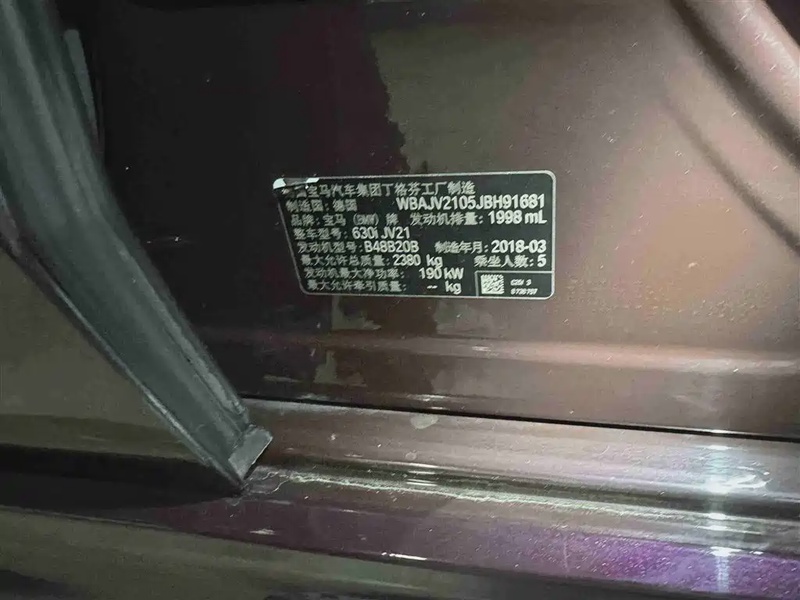 宝马汽车集团丁格芬工厂制造
制造国：德国 WBAJV2105JBH91681
品牌：宝马 (BMW) 牌 发动机排量：1998 mL
整车型号：630i JV21
发动机型号：B48B20B 制造年月：2018-03
最大允许总质量：2380 kg 乘坐人数：5
发动机最大净功率：190 kW
最大允许牵引质量：-- kg